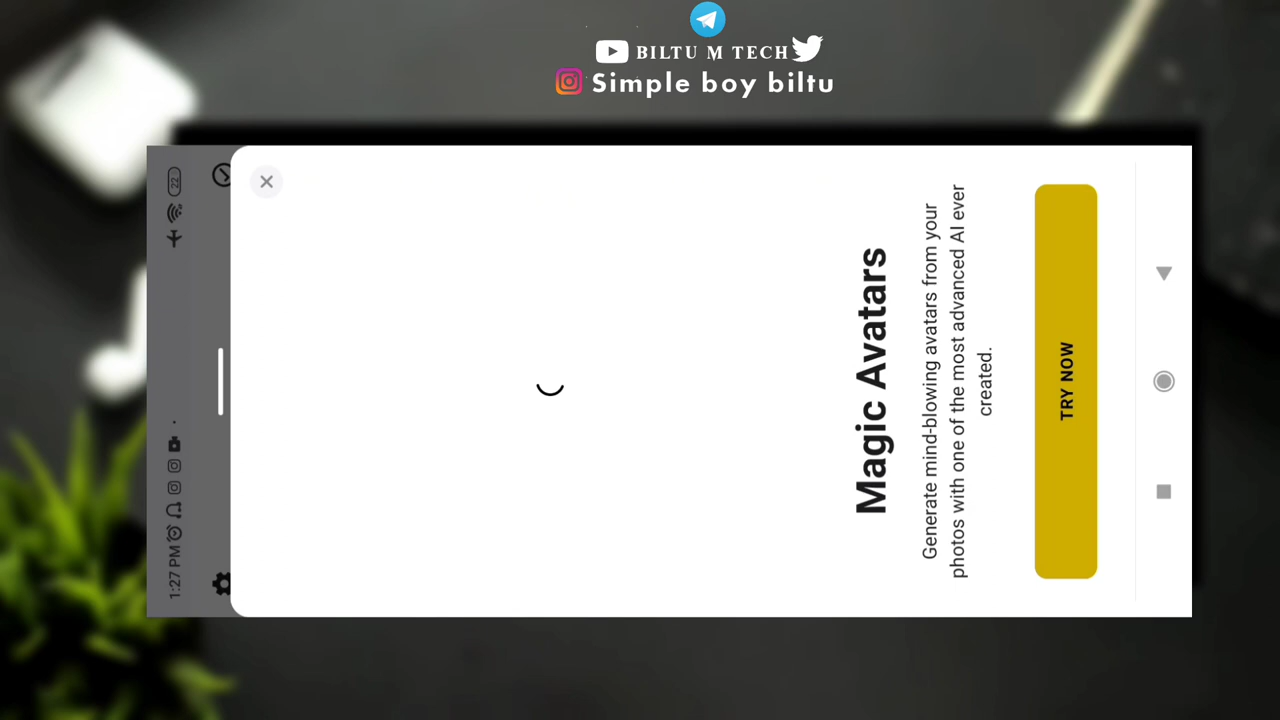 BILTU M TECH
Simple boy biltu
1:27 PM
22
Magic Avatars
Generate mind-blowing avatars from your
photos with one of the most advanced AI ever
created.
TRY NOW